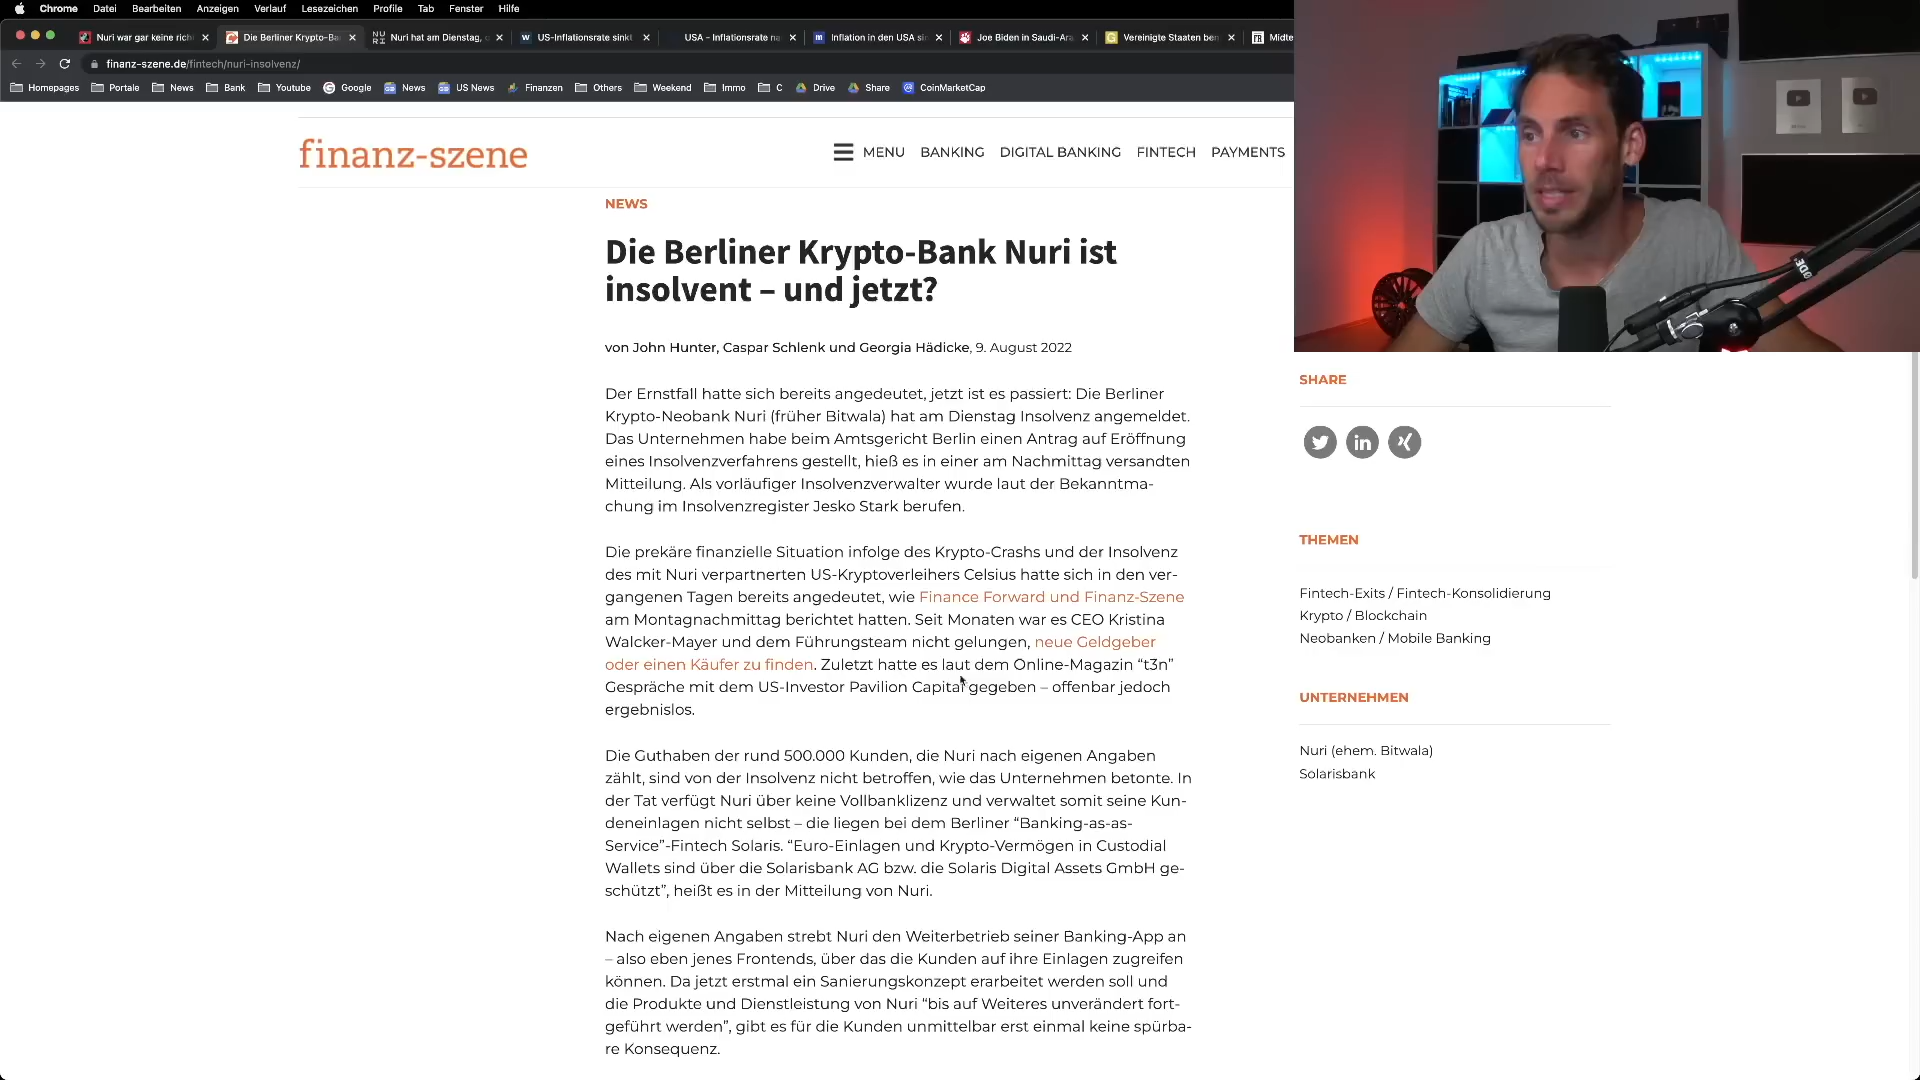 Chrome Datei Bearbeiten Anzeigen Verlauf Lesezeichen Profile Tab Fenster Hilfe
Nuri war gar keine rich
Die Berliner Krypto-Ba
Nuri hat am Dienstag,
US-Inflationsrate sinkt
USA – Inflationsrate ne
Inflation in den USA sin
Joe Biden in Saudi-Ara
Vereinigte Staaten ben
Midte
finanz-szene.de/fintech/nuri-insolvenz/
Homepages Portale News Bank Youtube Google News US News Finanzen Others Weekend Immo C Drive Share CoinMarketCap
finanz-szene
MENU BANKING DIGITAL BANKING FINTECH PAYMENTS
NEWS
Die Berliner Krypto-Bank Nuri ist
insolvent – und jetzt?
von John Hunter, Caspar Schlenk und Georgia Hädicke, 9. August 2022
Der Ernstfall hatte sich bereits angedeutet, jetzt ist es passiert: Die Berliner
Krypto-Neobank Nuri (früher Bitwala) hat am Dienstag Insolvenz angemeldet.
Das Unternehmen habe beim Amtsgericht Berlin einen Antrag auf Eröffnung
eines Insolvenzverfahrens gestellt, hieß es in einer am Nachmittag versandten
Mitteilung. Als vorläufiger Insolvenzverwalter wurde laut der Bekanntma-
chung im Insolvenzregister Jesko Stark berufen.
Die prekäre finanzielle Situation infolge des Krypto-Crashs und der Insolvenz
des mit Nuri verpartnerten US-Kryptoverleihers Celsius hatte sich in den ver-
gangenen Tagen bereits angedeutet, wie Finance Forward und Finanz-Szene
am Montagnachmittag berichtet hatten. Seit Monaten war es CEO Kristina
Walcker-Mayer und dem Führungsteam nicht gelungen, neue Geldgeber
oder einen Käufer zu finden. Zuletzt hatte es laut dem Online-Magazin “t3n”
Gespräche mit dem US-Investor Pavilion Capital gegeben – offenbar jedoch
ergebnislos.
Die Guthaben der rund 500.000 Kunden, die Nuri nach eigenen Angaben
zählt, sind von der Insolvenz nicht betroffen, wie das Unternehmen betonte. In
der Tat verfügt Nuri über keine Vollbanklizenz und verwaltet somit seine Kun-
deneinlagen nicht selbst – die liegen bei dem Berliner “Banking-as-as-
Service”-Fintech Solaris. “Euro-Einlagen und Krypto-Vermögen in Custodial
Wallets sind über die Solarisbank AG bzw. die Solaris Digital Assets GmbH ge-
schützt”, heißt es in der Mitteilung von Nuri.
Nach eigenen Angaben strebt Nuri den Weiterbetrieb seiner Banking-App an
– also eben jenes Frontends, über das die Kunden auf ihre Einlagen zugreifen
können. Da jetzt erstmal ein Sanierungskonzept erarbeitet werden soll und
die Produkte und Dienstleistung von Nuri “bis auf Weiteres unverändert fort-
geführt werden”, gibt es für die Kunden unmittelbar erst einmal keine spürba-
re Konsequenz.
SHARE
THEMEN
Fintech-Exits / Fintech-Konsolidierung
Krypto / Blockchain
Neobanken / Mobile Banking
UNTERNEHMEN
Nuri (ehem. Bitwala)
Solarisbank